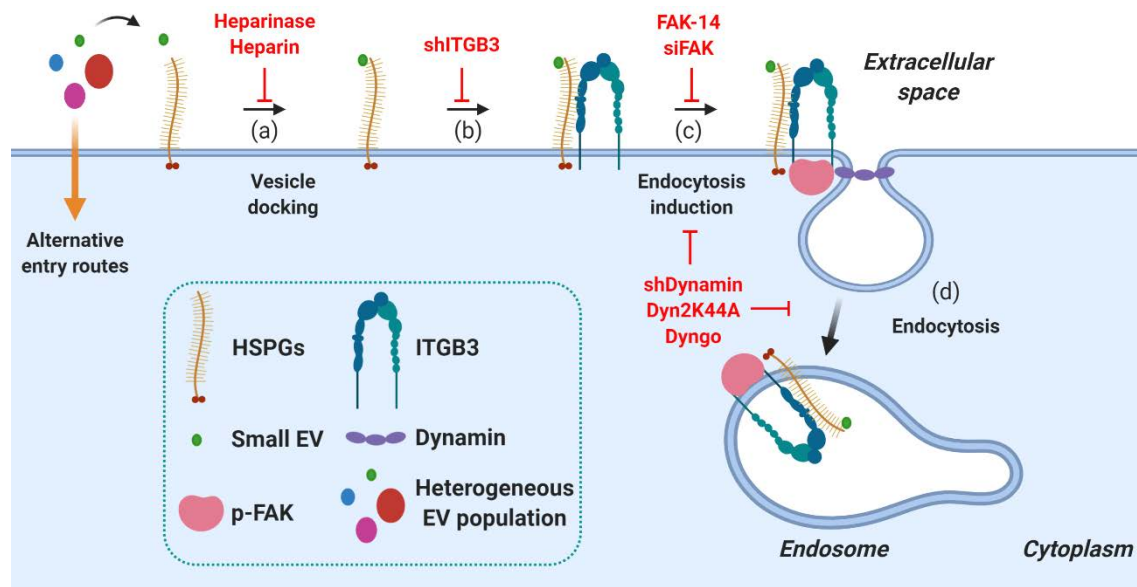 Heparinase
Heparin
shITGB3
FAK-14
siFAK
Extracellular
space
(a)
(b)
(c)
Vesicle
docking
Endocytosis
induction
Alternative
entry routes
shDynamin
Dyn2K44A
Dyngo
(d)
Endocytosis
HSPGs
ITGB3
Small EV
Dynamin
p-FAK
Heterogeneous
EV population
Endosome
Cytoplasm